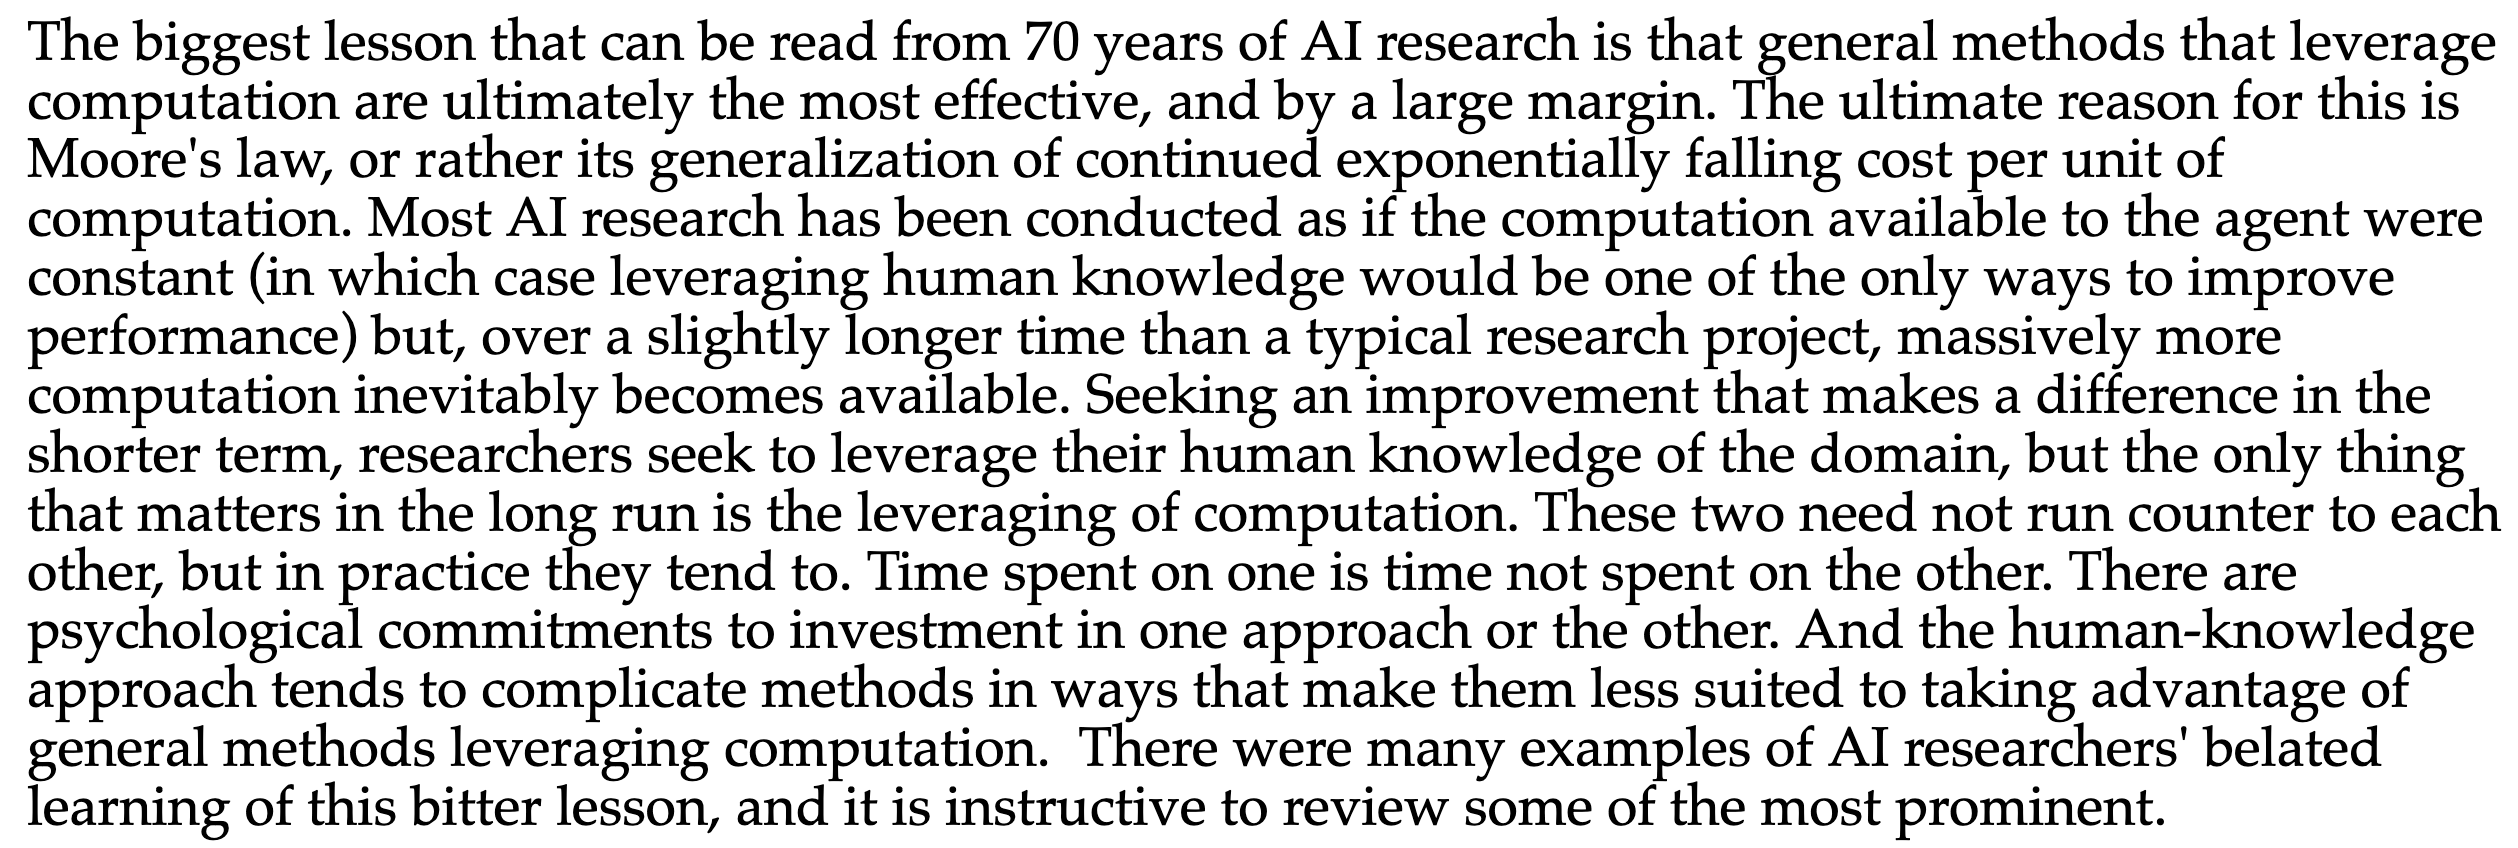 The biggest lesson that can be read from 70 years of AI research is that general methods that leverage
computation are ultimately the most effective, and by a large margin. The ultimate reason for this is
Moore's law, or rather its generalization of continued exponentially falling cost per unit of
computation. Most AI research has been conducted as if the computation available to the agent were
constant (in which case leveraging human knowledge would be one of the only ways to improve
performance) but, over a slightly longer time than a typical research project, massively more
computation inevitably becomes available. Seeking an improvement that makes a difference in the
shorter term, researchers seek to leverage their human knowledge of the domain, but the only thing
that matters in the long run is the leveraging of computation. These two need not run counter to each
other, but in practice they tend to. Time spent on one is time not spent on the other. There are
psychological commitments to investment in one approach or the other. And the human-knowledge
approach tends to complicate methods in ways that make them less suited to taking advantage of
general methods leveraging computation.  There were many examples of AI researchers' belated
learning of this bitter lesson, and it is instructive to review some of the most prominent.